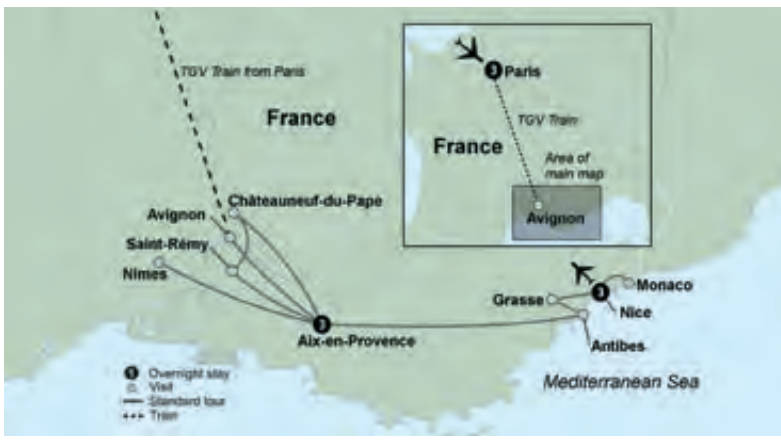 TGV Train from Paris
France
Châteauneuf-du-Pape
Avignon
Saint-Rémy
Nîmes
Aix-en-Provence
3
3
Paris
TGV Train
France
Area of
main map
Avignon
Grasse
3
Monaco
Nice
Antibes
Mediterranean Sea
Overnight stay
Visit
Standard tour
Train